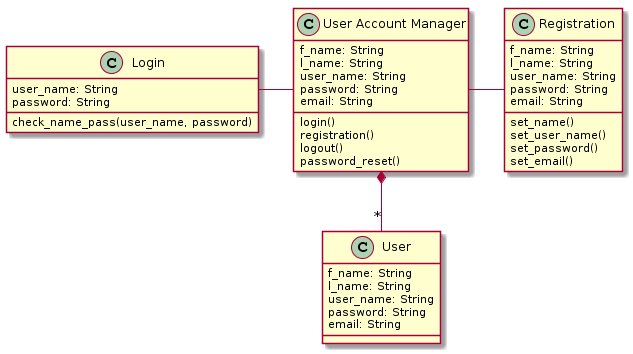 C Login
user_name: String
password: String
check_name_pass(user_name, password)
C User Account Manager
f_name: String
l_name: String
user_name: String
password: String
email: String
login()
registration()
logout()
password_reset()
C Registration
f_name: String
l_name: String
user_name: String
password: String
email: String
set_name()
set_user_name()
set_password()
set_email()
*
C User
f_name: String
l_name: String
user_name: String
password: String
email: String